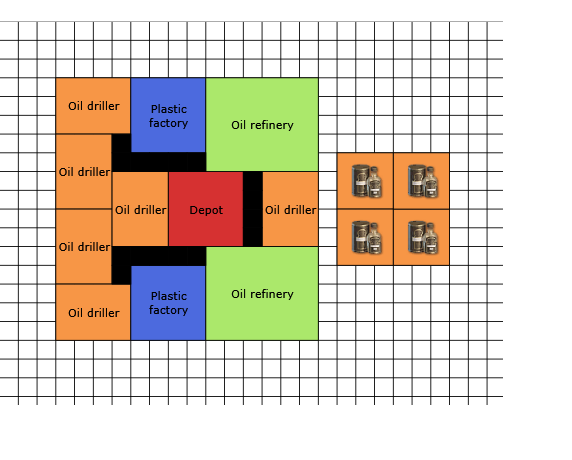 Oil driller
Plastic
factory
Oil refinery
Oil driller
Oil driller
Depot
Oil driller
Oil driller
Oil driller
Plastic
factory
Oil refinery